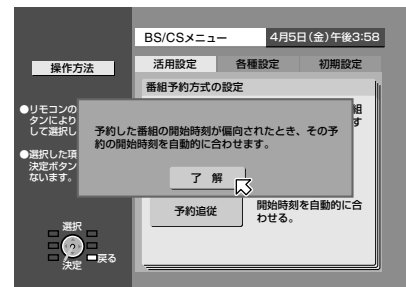 BS/CSメニュー
4月5日(金)午後3:58
操作方法
活用設定
各種設定
初期設定
番組予約方式の設定
●リモコンの
タンにより
して選択し
●選択した項
決定ボタン
ないます。
組
す
予約した番組の開始時刻が偏向されたとき、その予
約の開始時刻を自動的に合わせます。
了 解
予約追従
開始時刻を自動的に合
わせる。
選択
戻る
決定